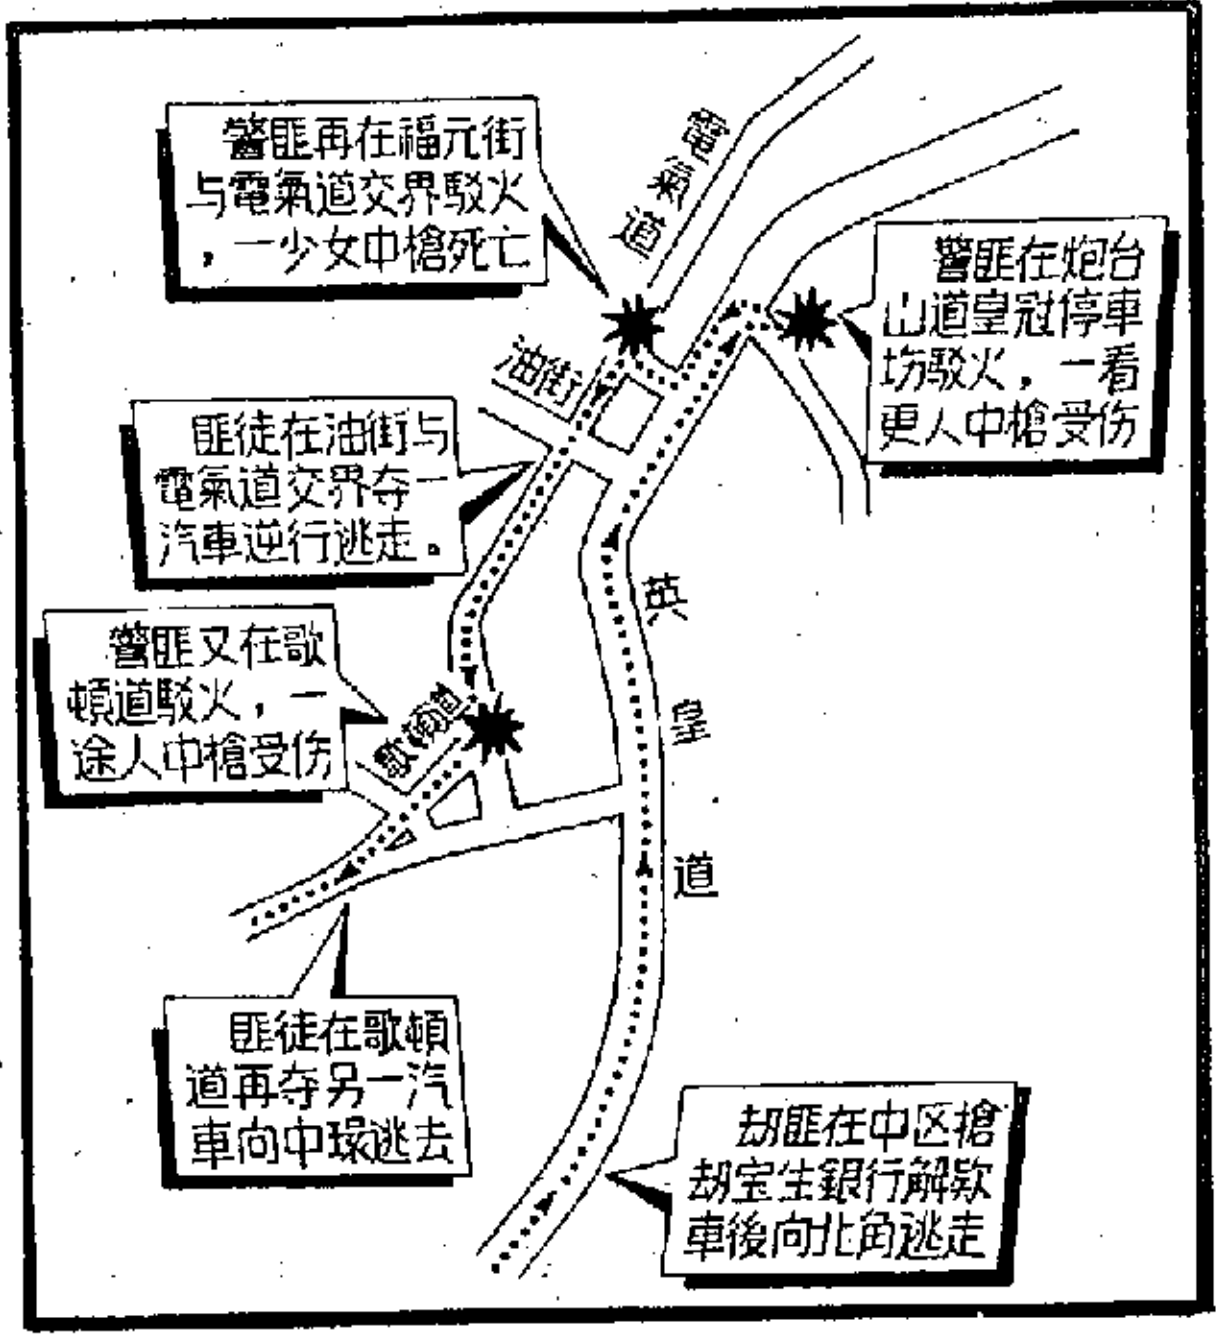 警匪再在福元街
与電氣道交界駁火
，一少女中槍死亡
電氣道
警匪在炮台
山道皇冠停車
场駁火，一看
更人中槍受伤
油街
匪徒在油街与
電氣道交界夺一
汽車逆行逃走。
英皇道
警匪又在歌
頓道駁火，一
途人中槍受伤
歌頓道
匪徒在歌頓
道再夺另一汽
車向中環逃去
劫匪在中区搶
劫宝生銀行解欵
車後向北角逃走